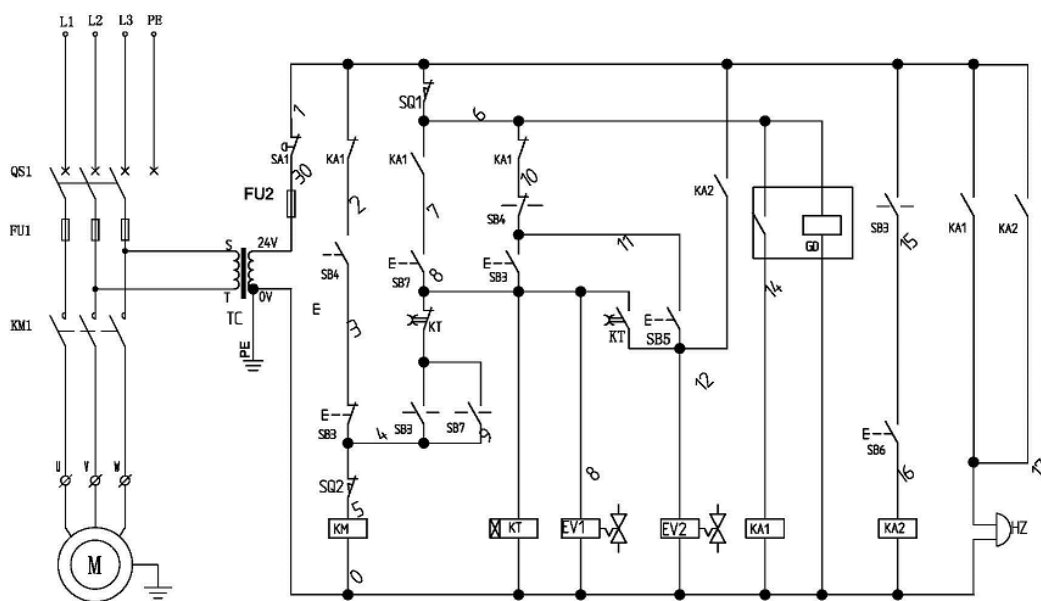 L1 L2 L3 PE
1
SQ1
6
QS1
SA1
KA1
KA1
KA1
30
10
KA2
FU2
2
7
SB4
SB3
15
KA1
KA2
FU1
S 24V
11
GD
SB4
SB7
8
SB3
14
T 0V
TC
E
3
KT
KT
SB5
KM1
PE
12
SB3
4
SB3
SB7
9
SB6
17
U V W
SQ2
8
16
5
KM
KT
EV1
EV2
KA1
KA2
HZ
M
0